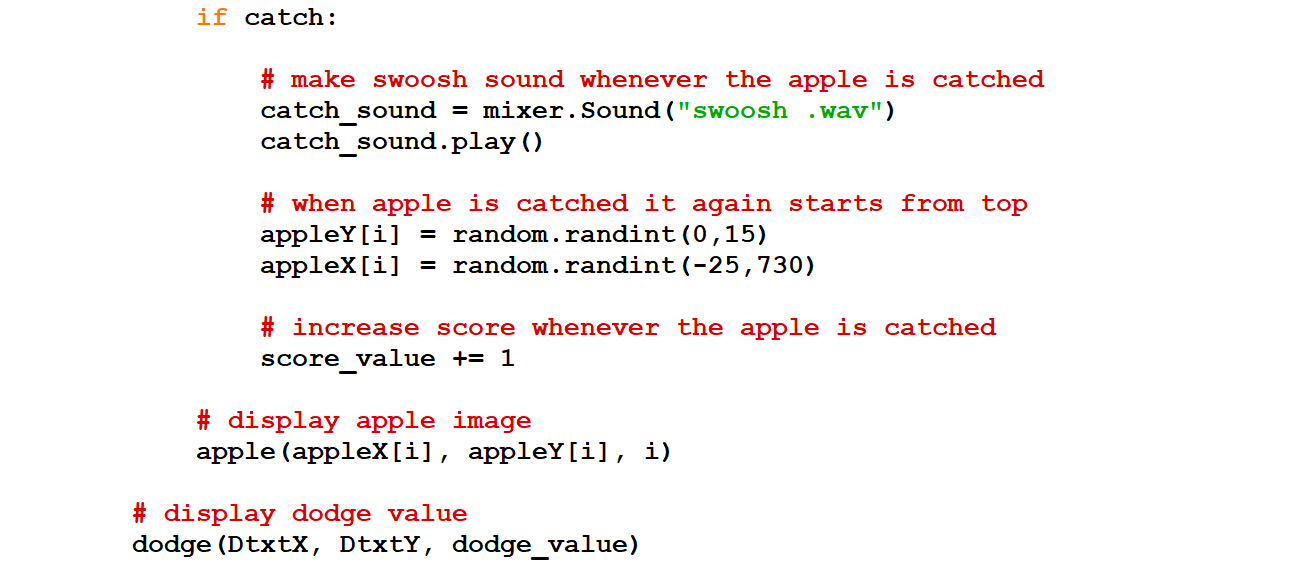 if catch:
# make swoosh sound whenever the apple is catched
catch_sound = mixer.Sound("swoosh .wav")
catch_sound.play()
# when apple is catched it again starts from top
appleY[i] = random.randint(0,15)
appleX[i] = random.randint(-25,730)
# increase score whenever the apple is catched
score_value += 1
# display apple image
apple(appleX[i], appleY[i], i)
# display dodge value
dodge(DtxtX, DtxtY, dodge_value)